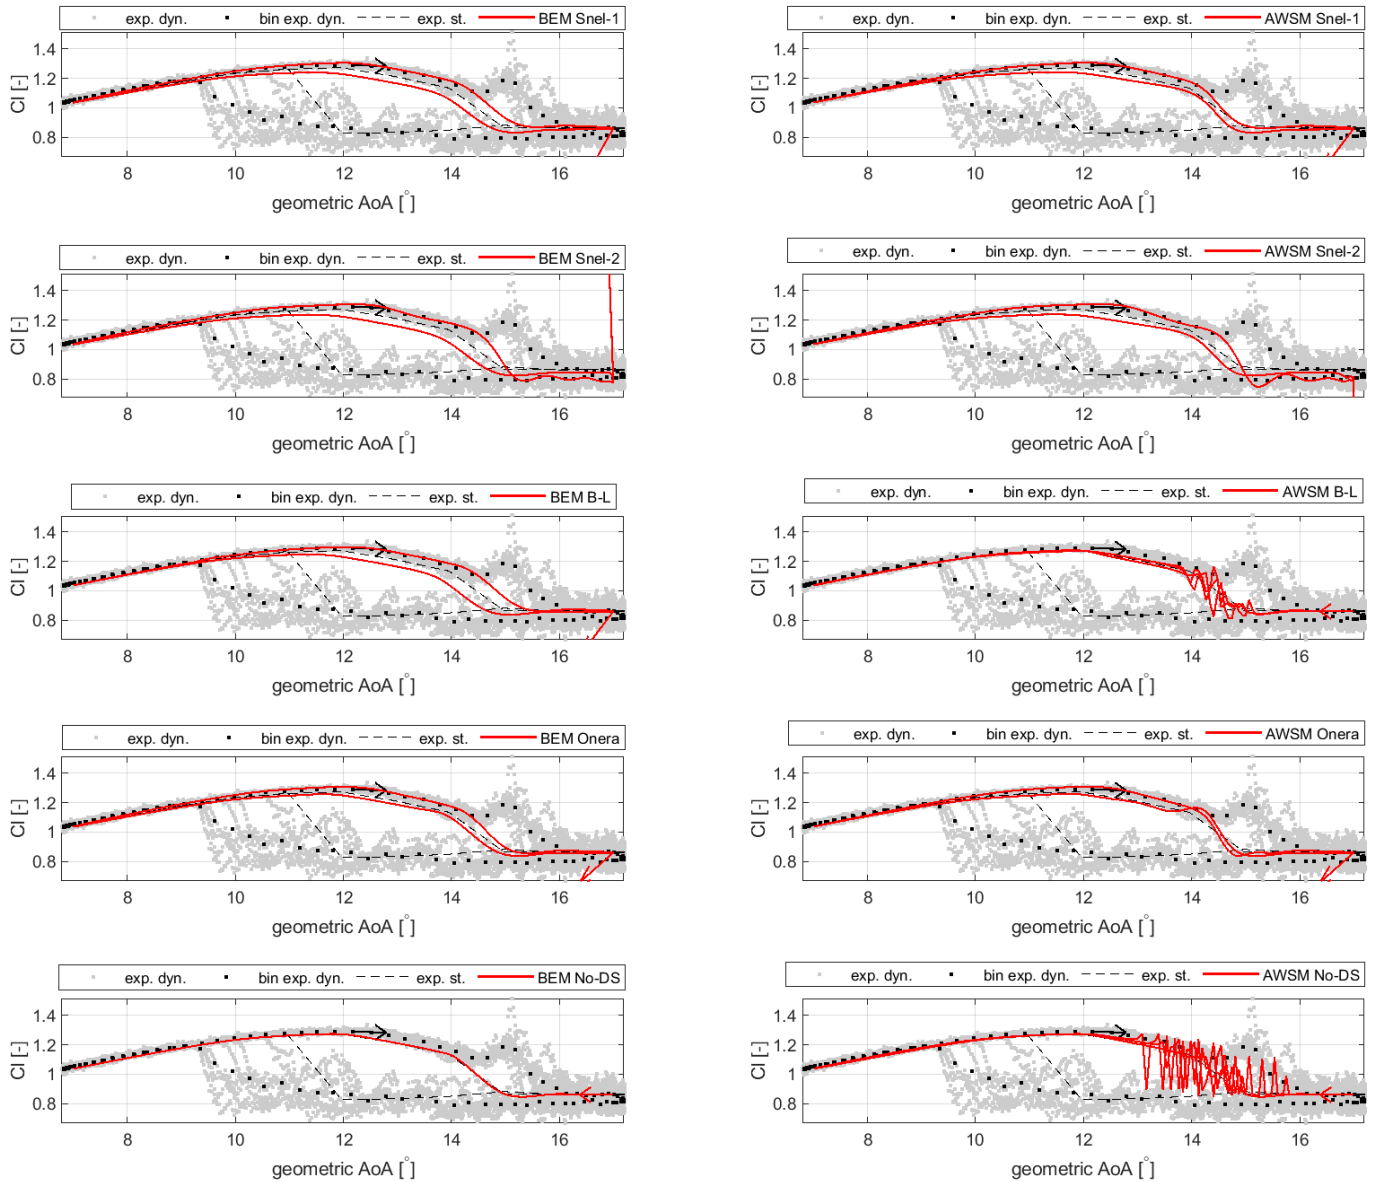 exp. dyn. bin exp. dyn. exp. st. BEM Snel-1
1.4
1.2
1
0.8
Cl [-]
8 10 12 14 16
geometric AoA [°]
exp. dyn. bin exp. dyn. exp. st. AWSM Snel-1
1.4
1.2
1
0.8
Cl [-]
8 10 12 14 16
geometric AoA [°]
exp. dyn. bin exp. dyn. exp. st. BEM Snel-2
1.4
1.2
1
0.8
Cl [-]
8 10 12 14 16
geometric AoA [°]
exp. dyn. bin exp. dyn. exp. st. AWSM Snel-2
1.4
1.2
1
0.8
Cl [-]
8 10 12 14 16
geometric AoA [°]
exp. dyn. bin exp. dyn. exp. st. BEM B-L
1.4
1.2
1
0.8
Cl [-]
8 10 12 14 16
geometric AoA [°]
exp. dyn. bin exp. dyn. exp. st. AWSM B-L
1.4
1.2
1
0.8
Cl [-]
8 10 12 14 16
geometric AoA [°]
exp. dyn. bin exp. dyn. exp. st. BEM Onera
1.4
1.2
1
0.8
Cl [-]
8 10 12 14 16
geometric AoA [°]
exp. dyn. bin exp. dyn. exp. st. AWSM Onera
1.4
1.2
1
0.8
Cl [-]
8 10 12 14 16
geometric AoA [°]
exp. dyn. bin exp. dyn. exp. st. BEM No-DS
1.4
1.2
1
0.8
Cl [-]
8 10 12 14 16
geometric AoA [°]
exp. dyn. bin exp. dyn. exp. st. AWSM No-DS
1.4
1.2
1
0.8
Cl [-]
8 10 12 14 16
geometric AoA [°]